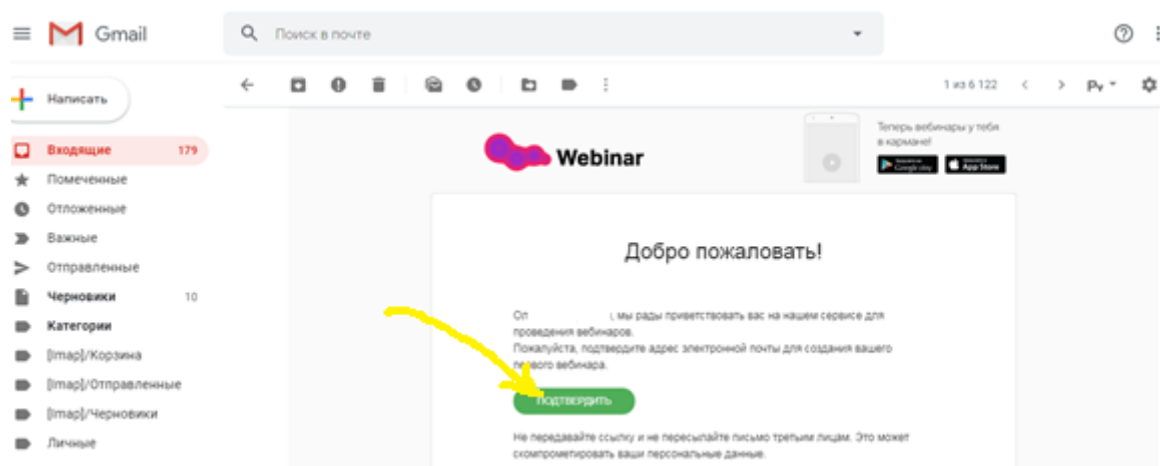 Gmail
Поиск в почте
Написать
1 из 6 122
Ру
Входящие 179
Помеченные
Отложенные
Важные
Отправленные
Черновики 10
Категории
[Imap]/Корзина
[Imap]/Отправленные
[Imap]/Черновики
Личные
Webinar
Теперь вебинары у тебя
в кармане!
Google play
App Store
Добро пожаловать!
Ол , мы рады приветствовать вас на нашем сервисе для
проведения вебинаров.
Пожалуйста, подтвердите адрес электронной почты для создания вашего
первого вебинара.
ПОДТВЕРДИТЬ
Не передавайте ссылку и не пересылайте письмо третьим лицам. Это может
скомпрометировать ваши персональные данные.